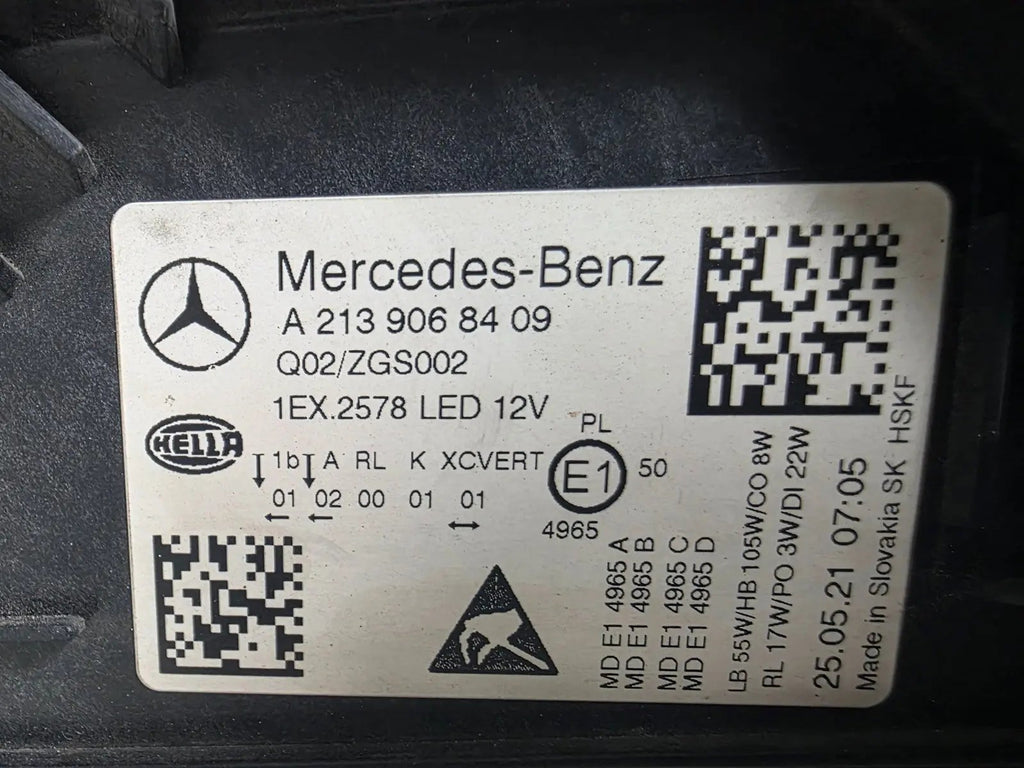 Mercedes-Benz
A 213 906 84 09
Q02/ZGS002
1EX.2578 LED 12V
HELLA
1b A RL K XCVERT
01 02 00 01 01
PL
E1
50
4965
MD E1 4965 A
MD E1 4965 B
MD E1 4965 C
MD E1 4965 D
LB 55W/HB 105W/CO 8W
RL 17W/PO 3W/DI 22W
25.05.21 07:05
Made in Slovakia SK HSKF